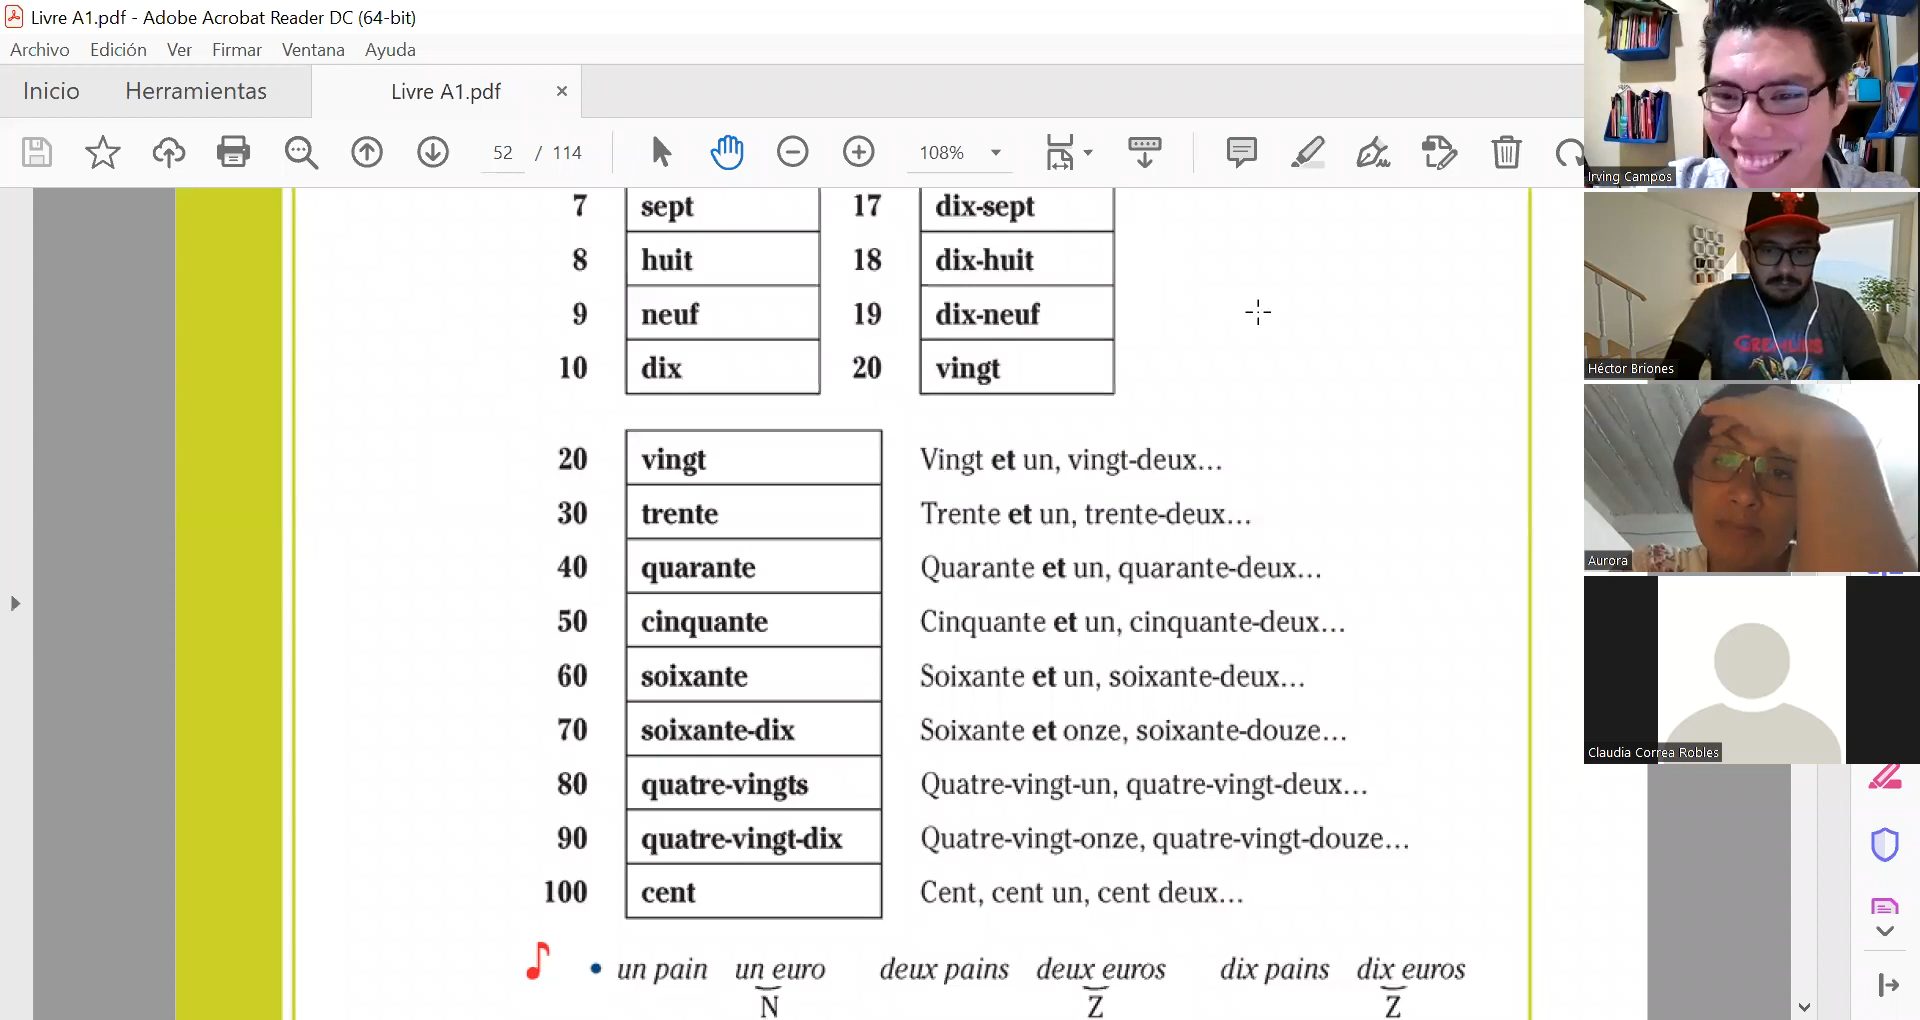 Livre A1.pdf - Adobe Acrobat Reader DC (64-bit)
Archivo Edición Ver Firmar Ventana Ayuda
Inicio Herramientas Livre A1.pdf ×
52 / 114 108%
7 sept 17 dix-sept
8 huit 18 dix-huit
9 neuf 19 dix-neuf
10 dix 20 vingt
20 vingt Vingt et un, vingt-deux...
30 trente Trente et un, trente-deux...
40 quarante Quarante et un, quarante-deux...
50 cinquante Cinquante et un, cinquante-deux...
60 soixante Soixante et un, soixante-deux...
70 soixante-dix Soixante et onze, soixante-douze...
80 quatre-vingts Quatre-vingt-un, quatre-vingt-deux...
90 quatre-vingt-dix Quatre-vingt-onze, quatre-vingt-douze...
100 cent Cent, cent un, cent deux...
• un pain un euro deux pains deux euros dix pains dix euros
N Z Z
Irving Campos
Héctor Briones
GREMLINS
Aurora
Claudia Correa Robles